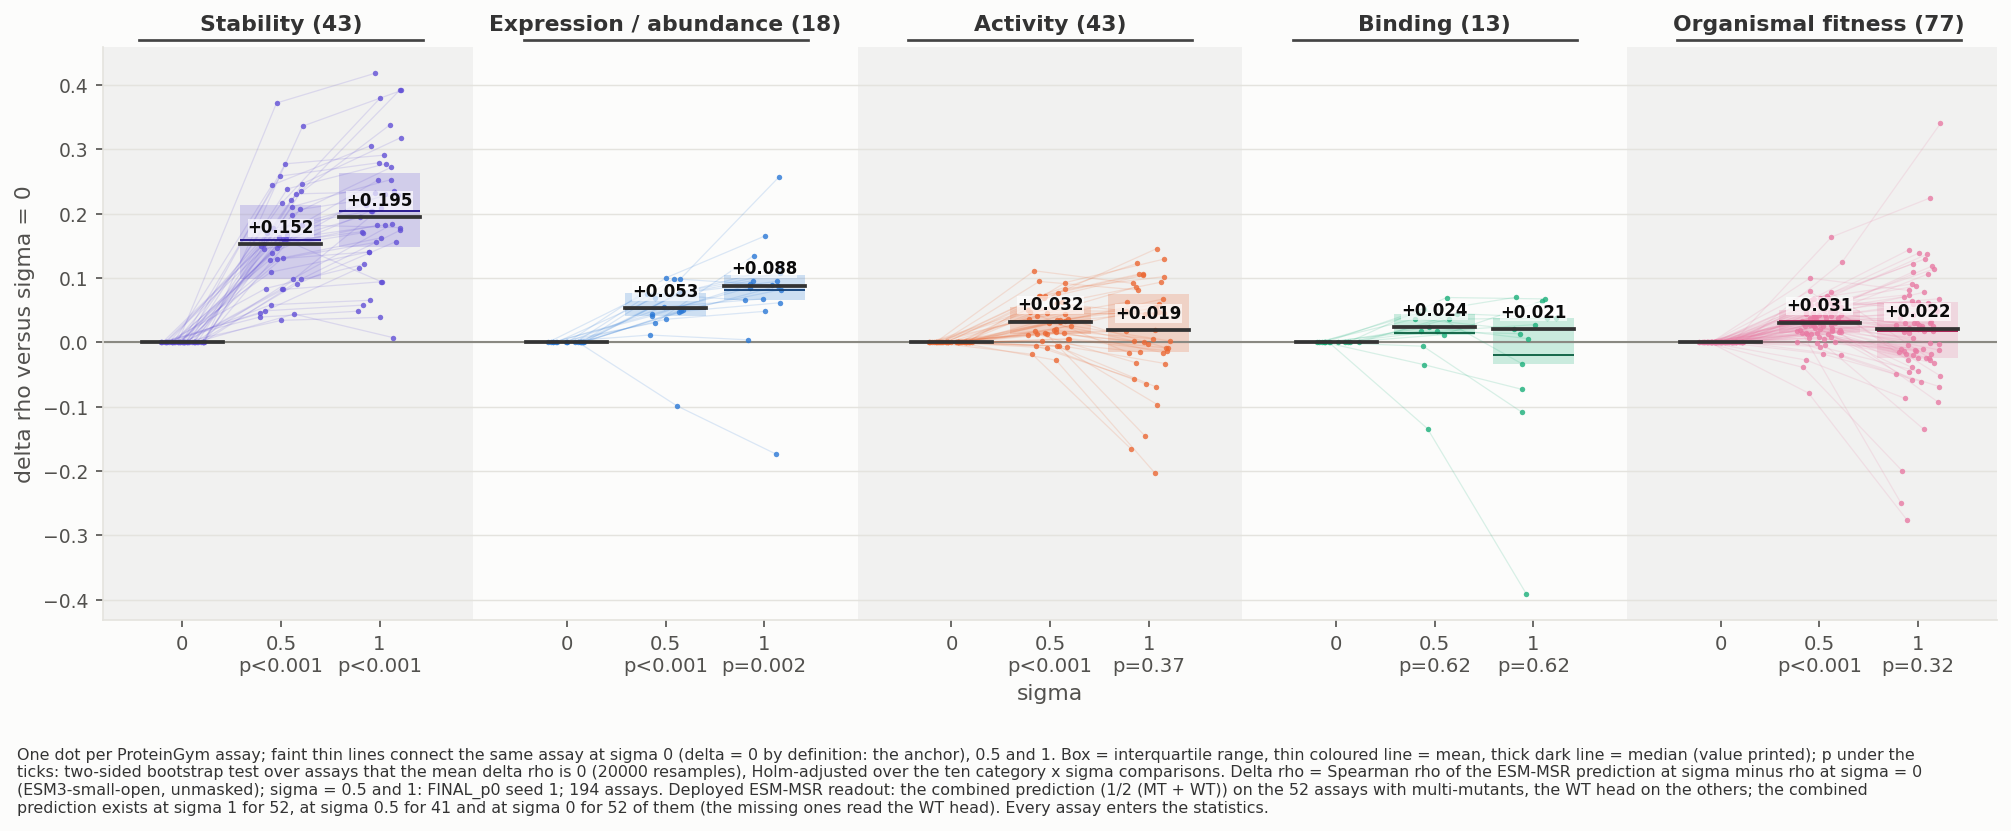 Stability (43)
Expression / abundance (18)
Activity (43)
Binding (13)
Organismal fitness (77)
delta rho versus sigma = 0
0.4
0.3
0.2
0.1
0.0
−0.1
−0.2
−0.3
−0.4
+0.152
+0.195
+0.053
+0.088
+0.032
+0.019
+0.024
+0.021
+0.031
+0.022
0 0.5 1 0 0.5 1 0 0.5 1 0 0.5 1 0 0.5 1
p<0.001 p<0.001 p<0.001 p=0.002 p<0.001 p=0.37 p=0.62 p=0.62 p<0.001 p=0.32
sigma
One dot per ProteinGym assay; faint thin lines connect the same assay at sigma 0 (delta = 0 by definition: the anchor), 0.5 and 1. Box = interquartile range, thin coloured line = mean, thick dark line = median (value printed); p under the
ticks: two-sided bootstrap test over assays that the mean delta rho is 0 (20000 resamples), Holm-adjusted over the ten category x sigma comparisons. Delta rho = Spearman rho of the ESM-MSR prediction at sigma minus rho at sigma = 0
(ESM3-small-open, unmasked); sigma = 0.5 and 1: FINAL_p0 seed 1; 194 assays. Deployed ESM-MSR readout: the combined prediction (1/2 (MT + WT)) on the 52 assays with multi-mutants, the WT head on the others; the combined
prediction exists at sigma 1 for 52, at sigma 0.5 for 41 and at sigma 0 for 52 of them (the missing ones read the WT head). Every assay enters the statistics.